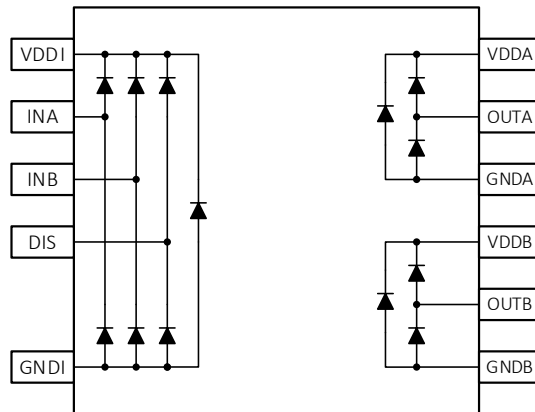 VDDI
INA
INB
DIS
GNDI
VDDA
OUTA
GNDA
VDDB
OUTB
GNDB